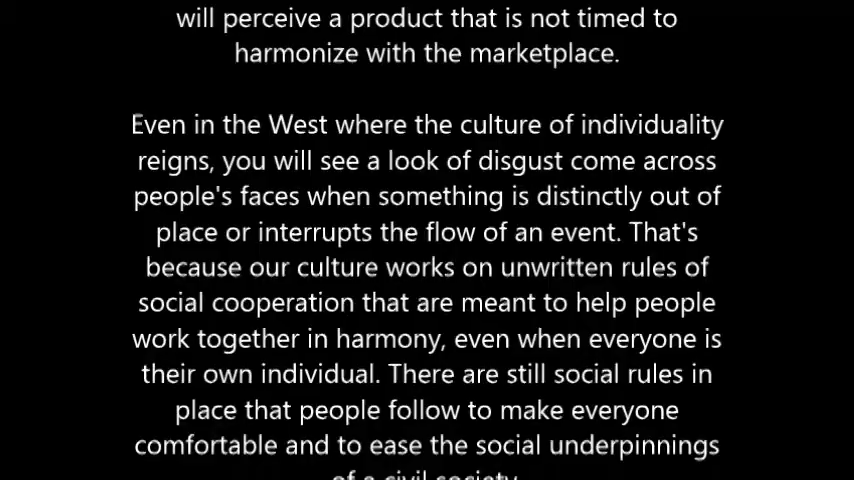 will perceive a product that is not timed to
harmonize with the marketplace.
Even in the West where the culture of individuality
reigns, you will see a look of disgust come across
people's faces when something is distinctly out of
place or interrupts the flow of an event. That's
because our culture works on unwritten rules of
social cooperation that are meant to help people
work together in harmony, even when everyone is
their own individual. There are still social rules in
place that people follow to make everyone
comfortable and to ease the social underpinnings
of a civil society